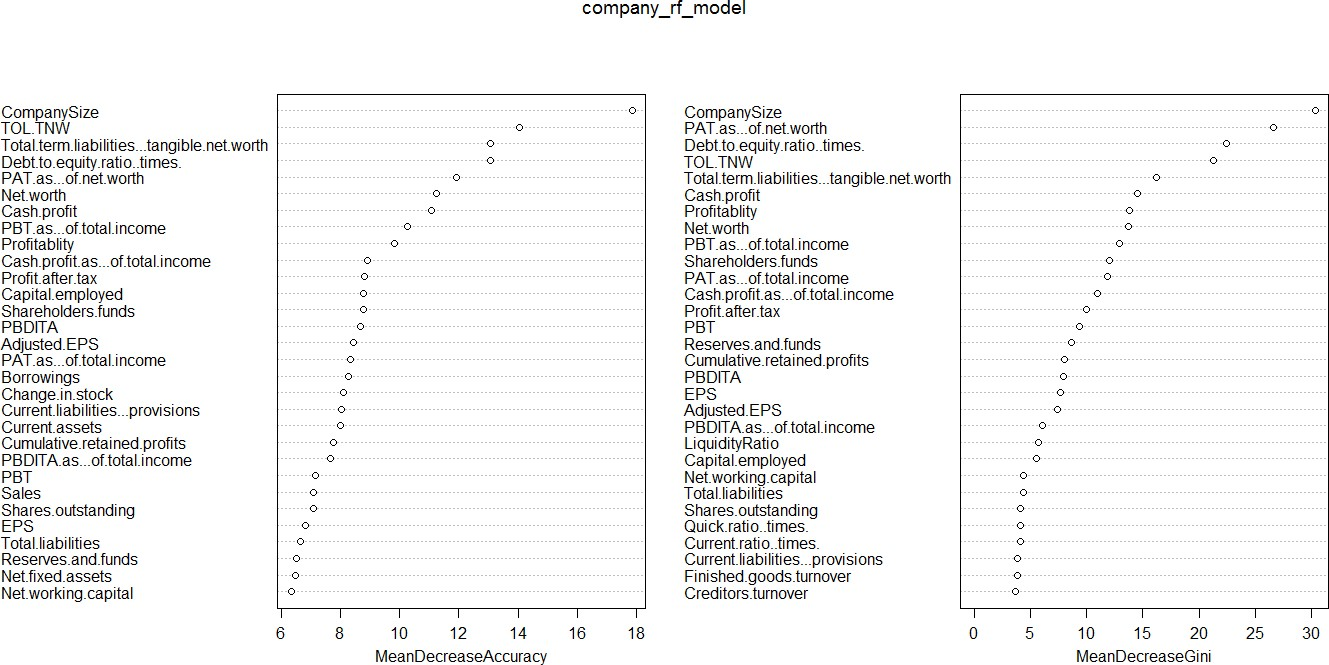 company_rf_model
CompanySize
TOL.TNW
Total.term.liabilities...tangible.net.worth
Debt.to.equity.ratio..times.
PAT.as...of.net.worth
Net.worth
Cash.profit
PBT.as...of.total.income
Profitablity
Cash.profit.as...of.total.income
Profit.after.tax
Capital.employed
Shareholders.funds
PBDITA
Adjusted.EPS
PAT.as...of.total.income
Borrowings
Change.in.stock
Current.liabilities...provisions
Current.assets
Cumulative.retained.profits
PBDITA.as...of.total.income
PBT
Sales
Shares.outstanding
EPS
Total.liabilities
Reserves.and.funds
Net.fixed.assets
Net.working.capital
6 8 10 12 14 16 18
MeanDecreaseAccuracy
CompanySize
PAT.as...of.net.worth
Debt.to.equity.ratio..times.
TOL.TNW
Total.term.liabilities...tangible.net.worth
Cash.profit
Profitablity
Net.worth
PBT.as...of.total.income
Shareholders.funds
PAT.as...of.total.income
Cash.profit.as...of.total.income
Profit.after.tax
PBT
Reserves.and.funds
Cumulative.retained.profits
PBDITA
EPS
Adjusted.EPS
PBDITA.as...of.total.income
LiquidityRatio
Capital.employed
Net.working.capital
Total.liabilities
Shares.outstanding
Quick.ratio..times.
Current.ratio..times.
Current.liabilities...provisions
Finished.goods.turnover
Creditors.turnover
0 5 10 15 20 25 30
MeanDecreaseGini